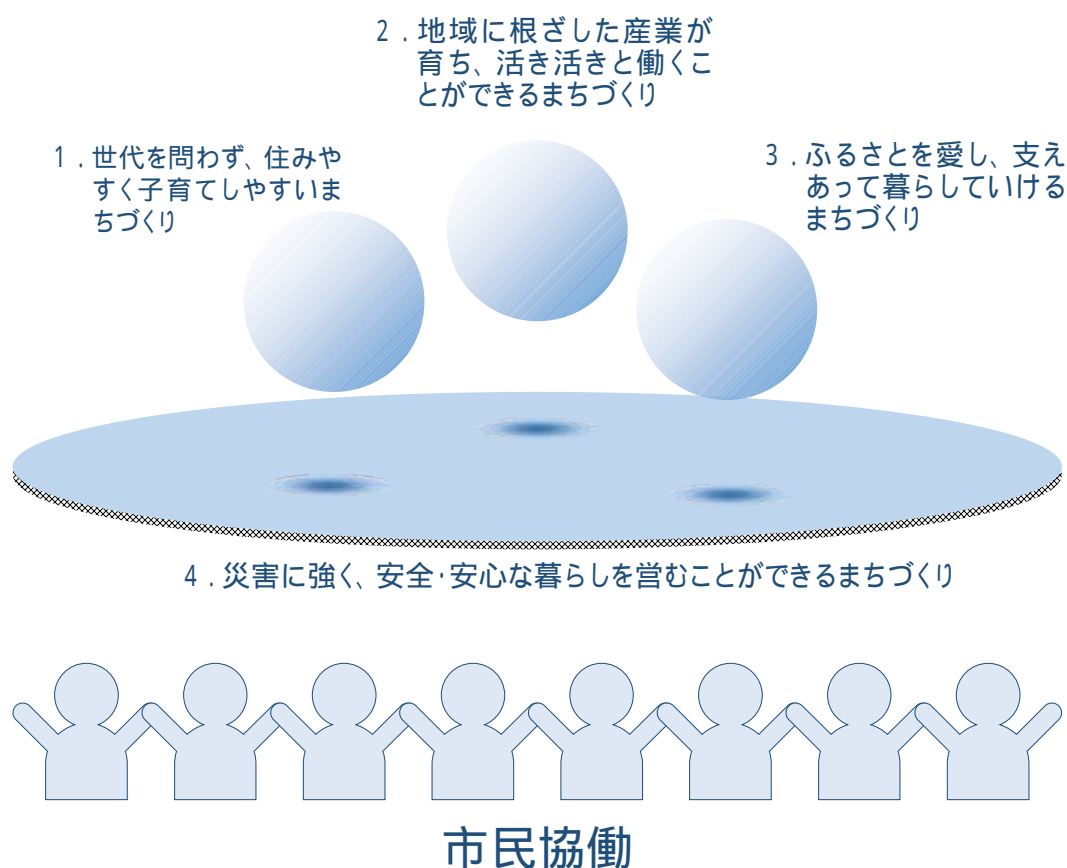 2．地域に根ざした産業が
育ち、活き活きと働くこ
とができるまちづくり
1．世代を問わず、住みや
すく子育てしやすいま
ちづくり
3．ふるさとを愛し、支え
あって暮らしていける
まちづくり
4．災害に強く、安全・安心な暮らしを営むことができるまちづくり
市民協働